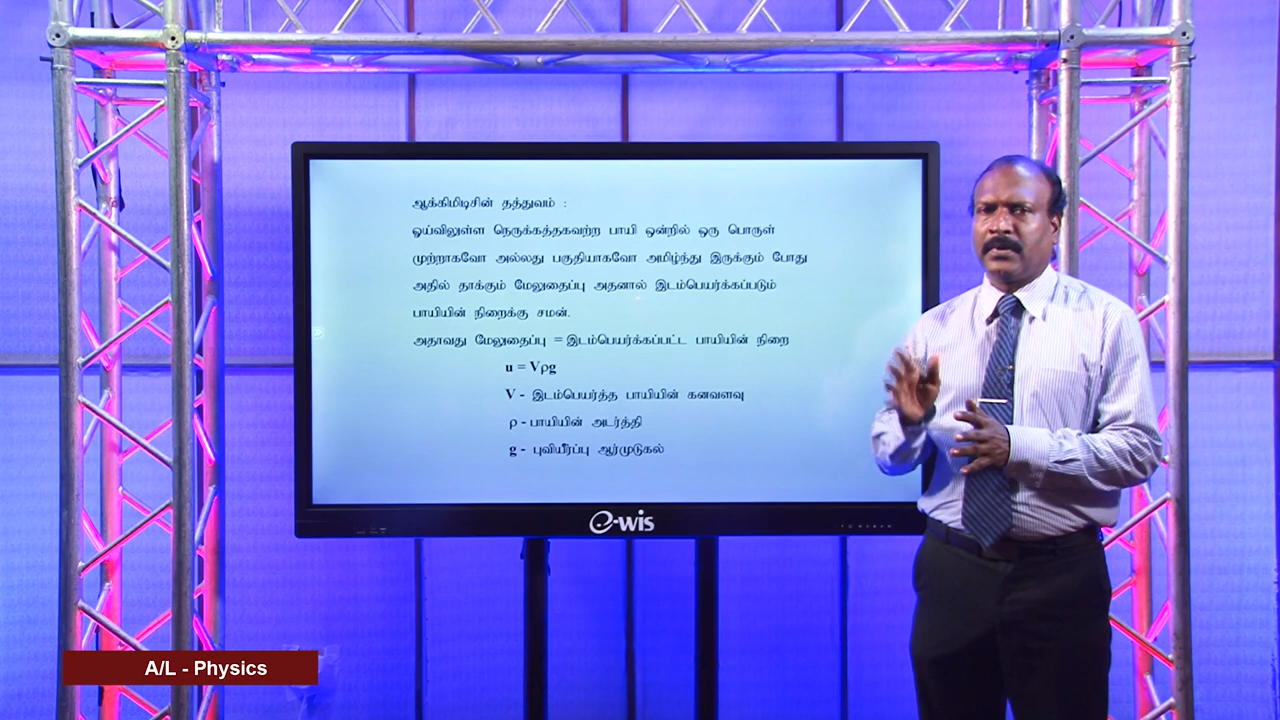 ஆக்கிமிடிசின் தத்துவம் :
ஓய்விலுள்ள நெருக்கத்தகவற்ற பாயி ஒன்றில் ஒரு பொருள்
முற்றாகவோ அல்லது பகுதியாகவோ அமிழ்ந்து இருக்கும் போது
அதில் தாக்கும் மேலுதைப்பு அதனால் இடம்பெயர்க்கப்படும்
பாயியின் நிறைக்கு சமன்.
அதாவது மேலுதைப்பு = இடம்பெயர்க்கப்பட்ட பாயியின் நிறை
u = Vρg
V - இடம்பெயர்த்த பாயியின் கனவளவு
ρ - பாயியின் அடர்த்தி
g - புவியீர்ப்பு ஆர்முடுகல்
e-wis
A/L - Physics